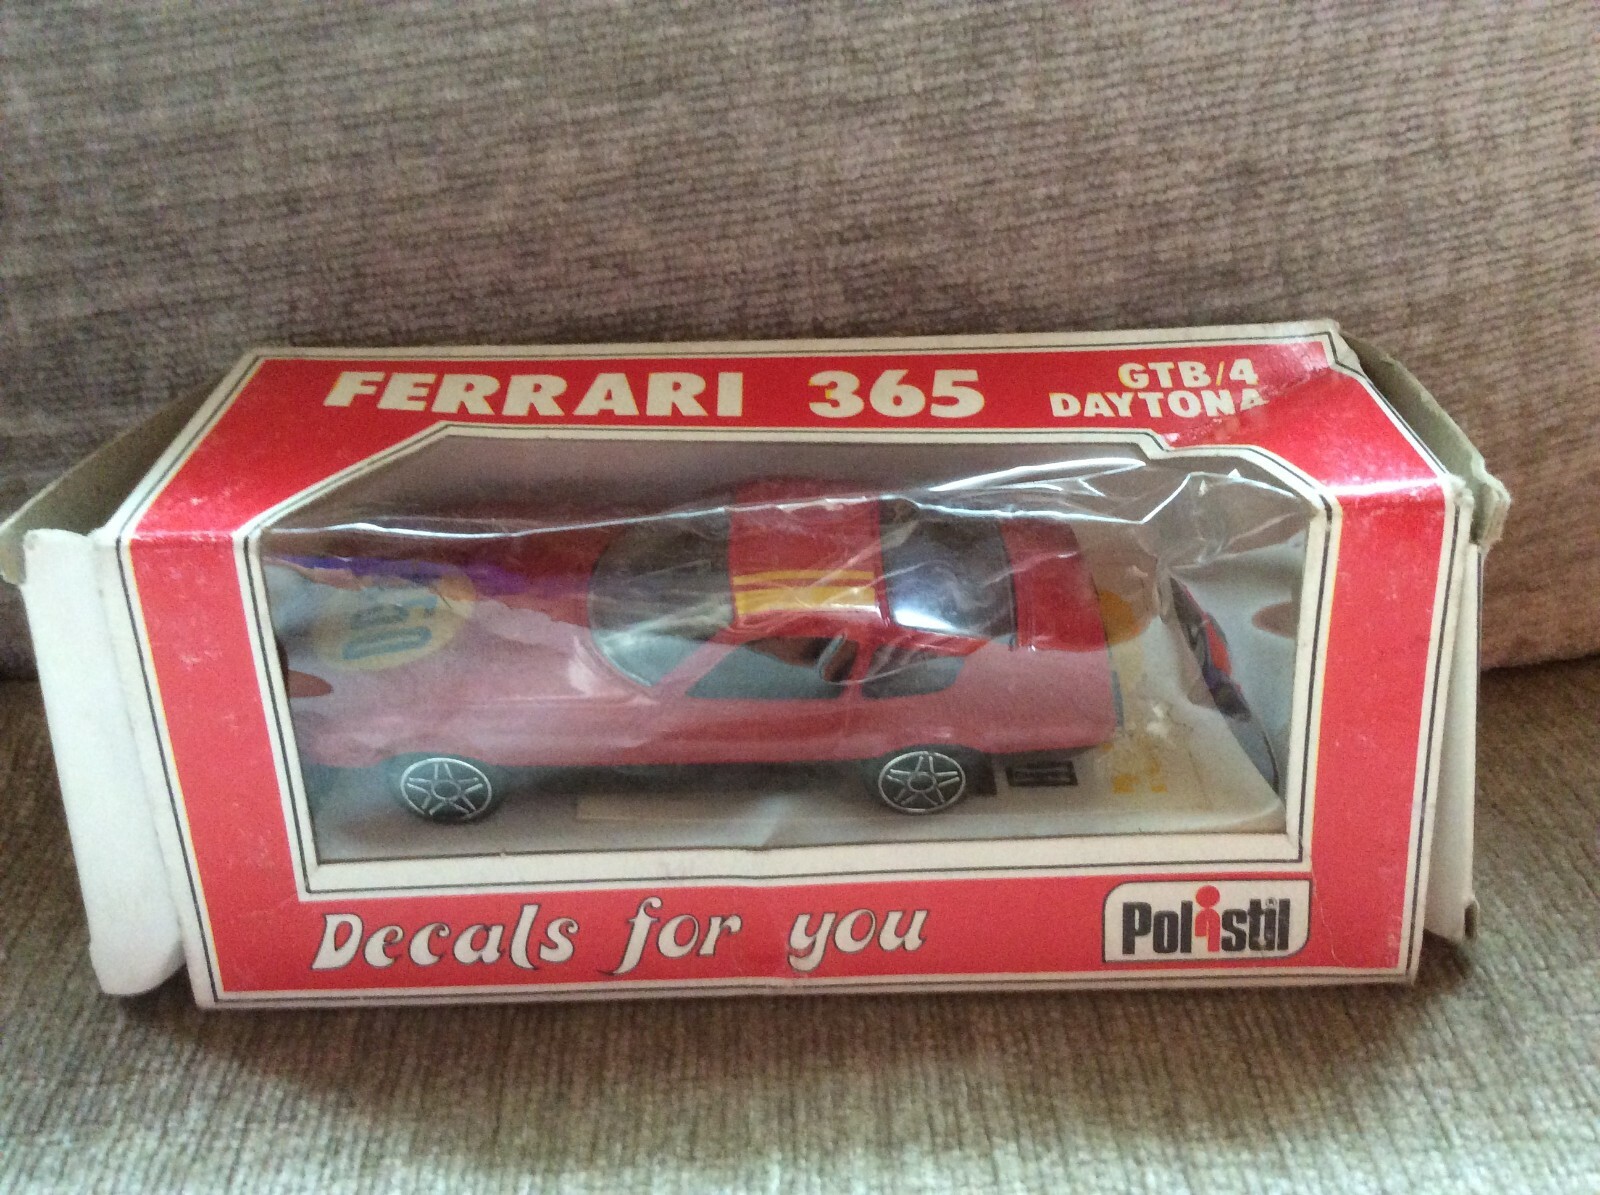 FERRARI 365
GTB/4
DAYTONA
Decals for you
Polistil